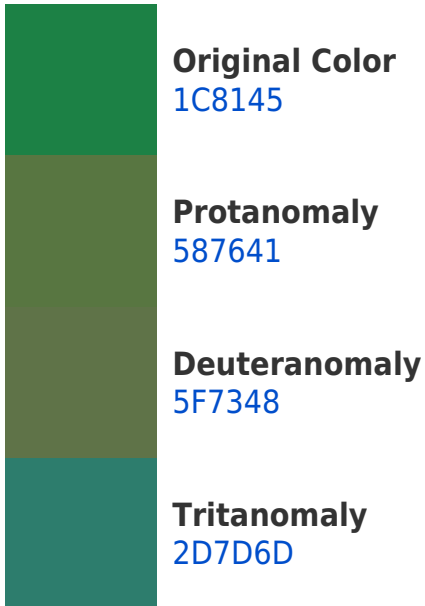 Original Color
1C8145
Protanomaly
587641
Deuteranomaly
5F7348
Tritanomaly
2D7D6D